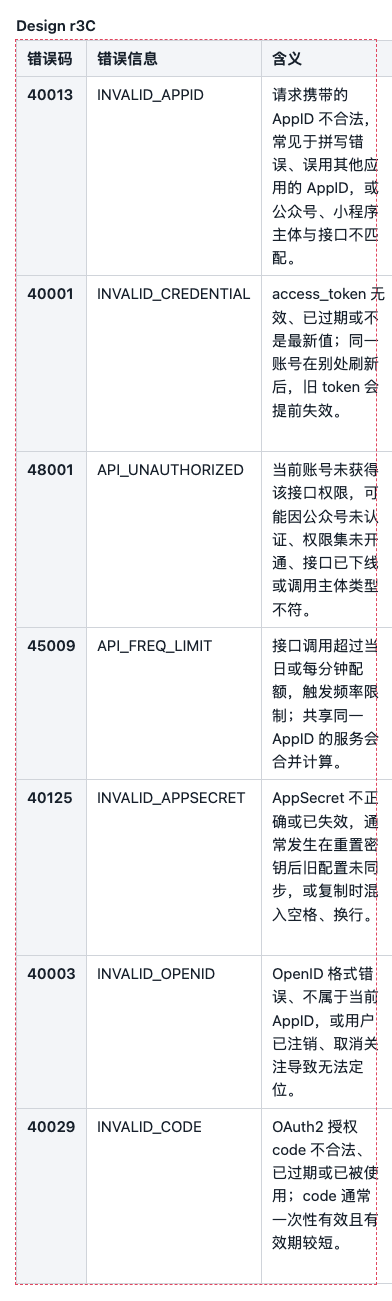 Design r3C
错误码 错误信息 含义
40013 INVALID_APPID 请求携带的
AppID 不合法，
常见于拼写错
误、误用其他应
用的 AppID，或
公众号、小程序
主体与接口不匹
配。
40001 INVALID_CREDENTIAL access_token 无
效、已过期或不
是最新值；同一
账号在别处刷新
后，旧 token 会
提前失效。
48001 API_UNAUTHORIZED 当前账号未获得
该接口权限，可
能因公众号未认
证、权限集未开
通、接口已下线
或调用主体类型
不符。
45009 API_FREQ_LIMIT 接口调用超过当
日或每分钟配
额，触发频率限
制；共享同一
AppID 的服务会
合并计算。
40125 INVALID_APPSECRET AppSecret 不正
确或已失效，通
常发生在重置密
钥后旧配置未同
步，或复制时混
入空格、换行。
40003 INVALID_OPENID OpenID 格式错
误、不属于当前
AppID，或用户
已注销、取消关
注导致无法定
位。
40029 INVALID_CODE OAuth2 授权
code 不合法、
已过期或已被使
用；code 通常
一次性有效且有
效期较短。